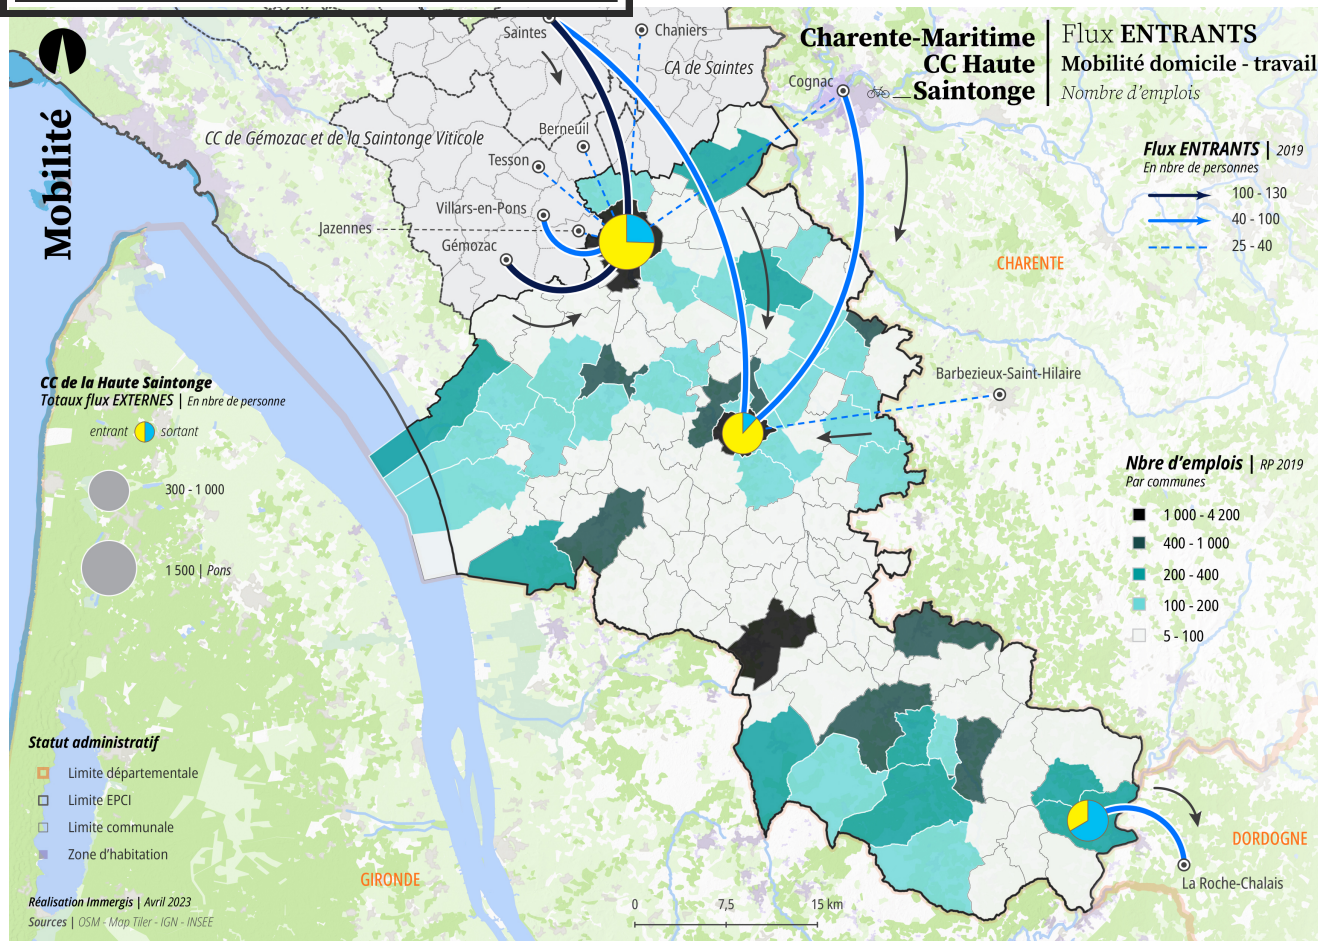 Charente-Maritime
CC Haute
Saintonge
Flux ENTRANTS
Mobilité domicile - travail
Nombre d'emplois
Mobilité
Saintes
Chaniers
CA de Saintes
Cognac
CC de Gémozac et de la Saintonge Viticole
Berneuil
Tesson
Villars-en-Pons
Jazennes
Gémozac
Flux ENTRANTS | 2019
En nbre de personnes
100 - 130
40 - 100
25 - 40
CHARENTE
CC de la Haute Saintonge
Totaux flux EXTERNES | En nbre de personne
entrant sortant
300 - 1 000
1 500 | Pons
Barbezieux-Saint-Hilaire
Nbre d'emplois | RP 2019
Par communes
1 000 - 4 200
400 - 1 000
200 - 400
100 - 200
5 - 100
Statut administratif
Limite départementale
Limite EPCI
Limite communale
Zone d'habitation
GIRONDE
DORDOGNE
La Roche-Chalais
Réalisation Immergis | Avril 2023
Sources | OSM - Map Tiler - IGN - INSEE
0 7,5 15 km